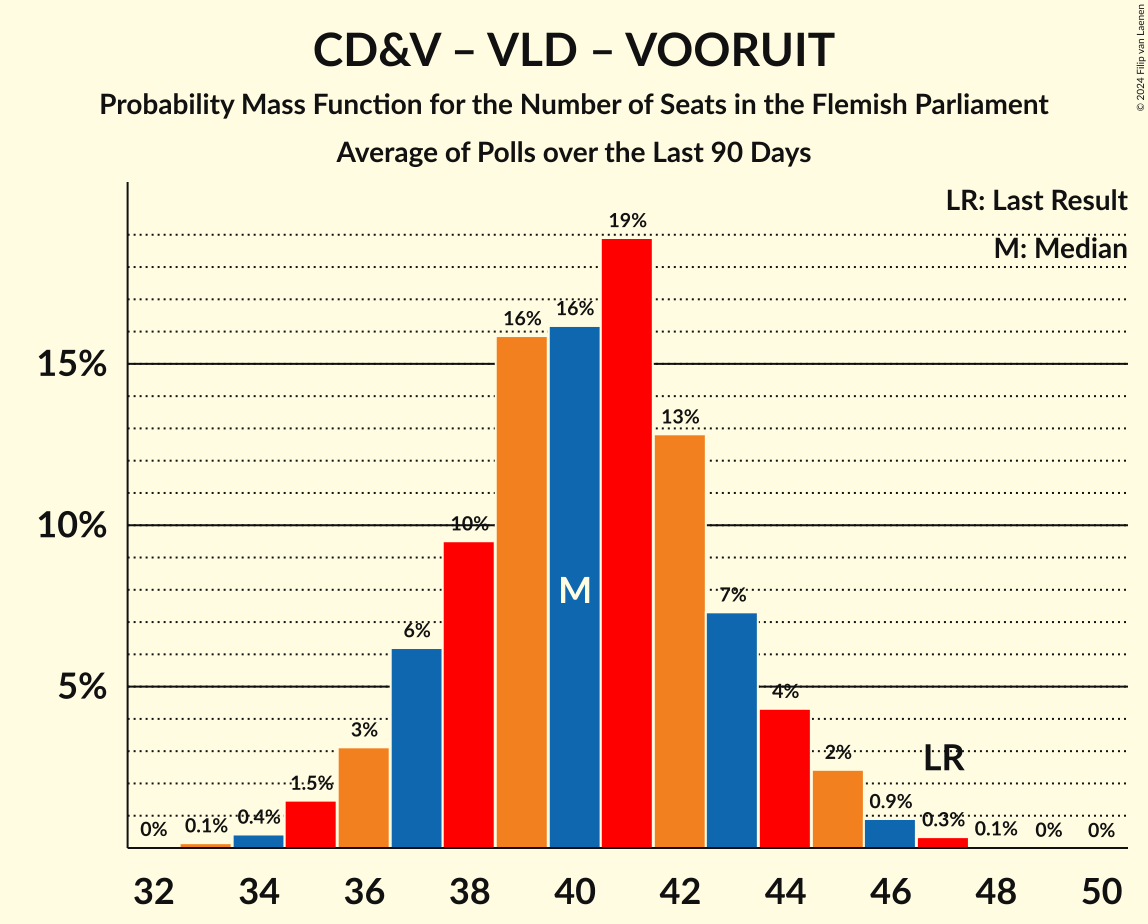 CD&V – VLD – VOORUIT
Probability Mass Function for the Number of Seats in the Flemish Parliament
Average of Polls over the Last 90 Days
© 2024 Filip van Laenen
LR: Last Result
M: Median
15%
10%
5%
0%
0.1%
0.4%
1.5%
3%
6%
10%
16%
16%
19%
13%
7%
4%
2%
0.9%
0.3%
0.1%
0%
0%
M
LR
32 34 36 38 40 42 44 46 48 50